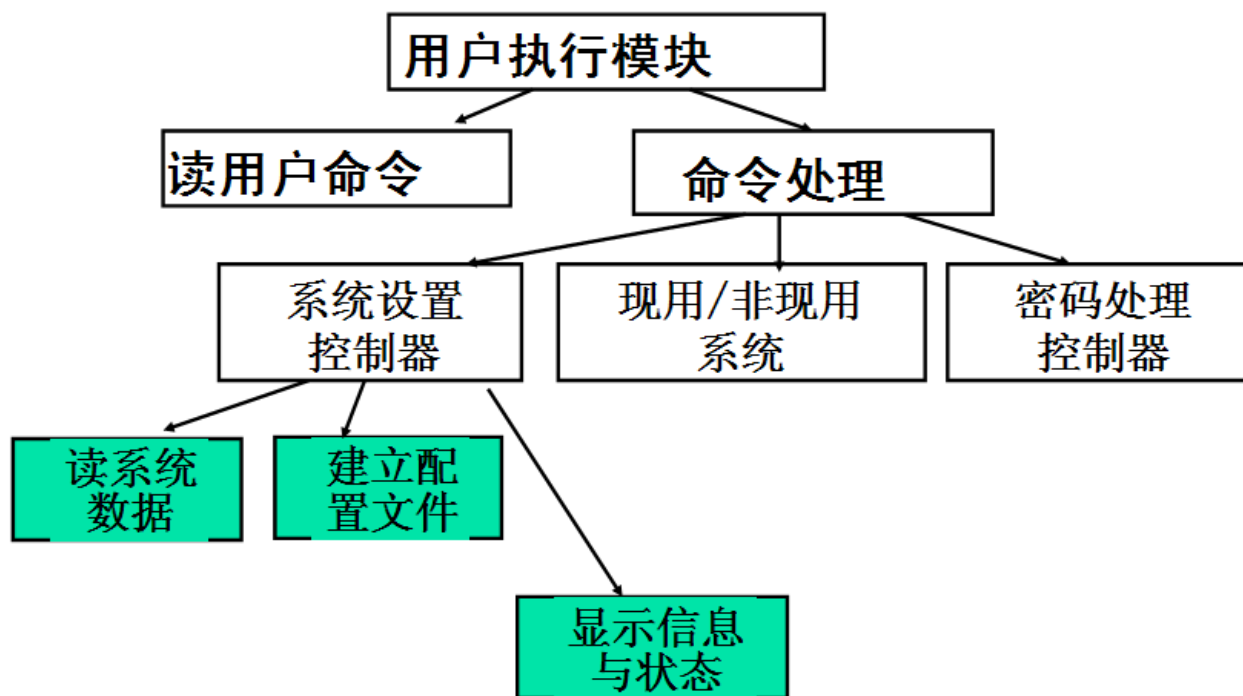 用户执行模块
读用户命令
命令处理
系统设置
控制器
现用/非现用
系统
密码处理
控制器
读系统
数据
建立配
置文件
显示信息
与状态